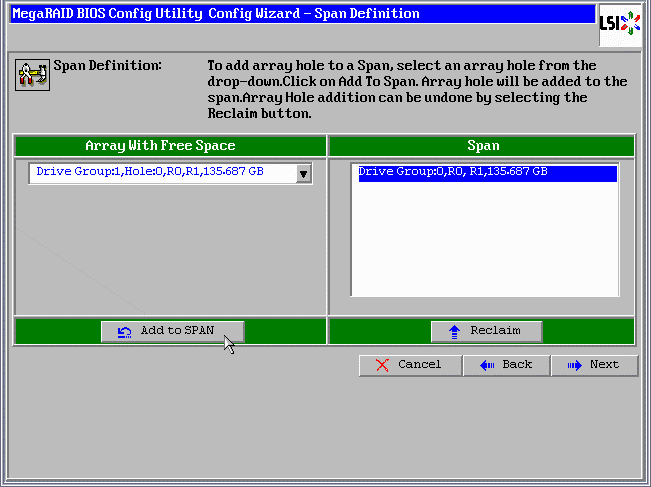 MegaRAID BIOS Config Utility Config Wizard - Span Definition
LSI
Span Definition:
To add array hole to a Span, select an array hole from the
drop-down.Click on Add To Span. Array hole will be added to the
span.Array Hole addition can be undone by selecting the
Reclaim button.
Array With Free Space
Span
Drive Group:1,Hole:0,R0,R1,135.687 GB
Drive Group:0,R0, R1,135.687 GB
Add to SPAN
Reclaim
Cancel
Back
Next